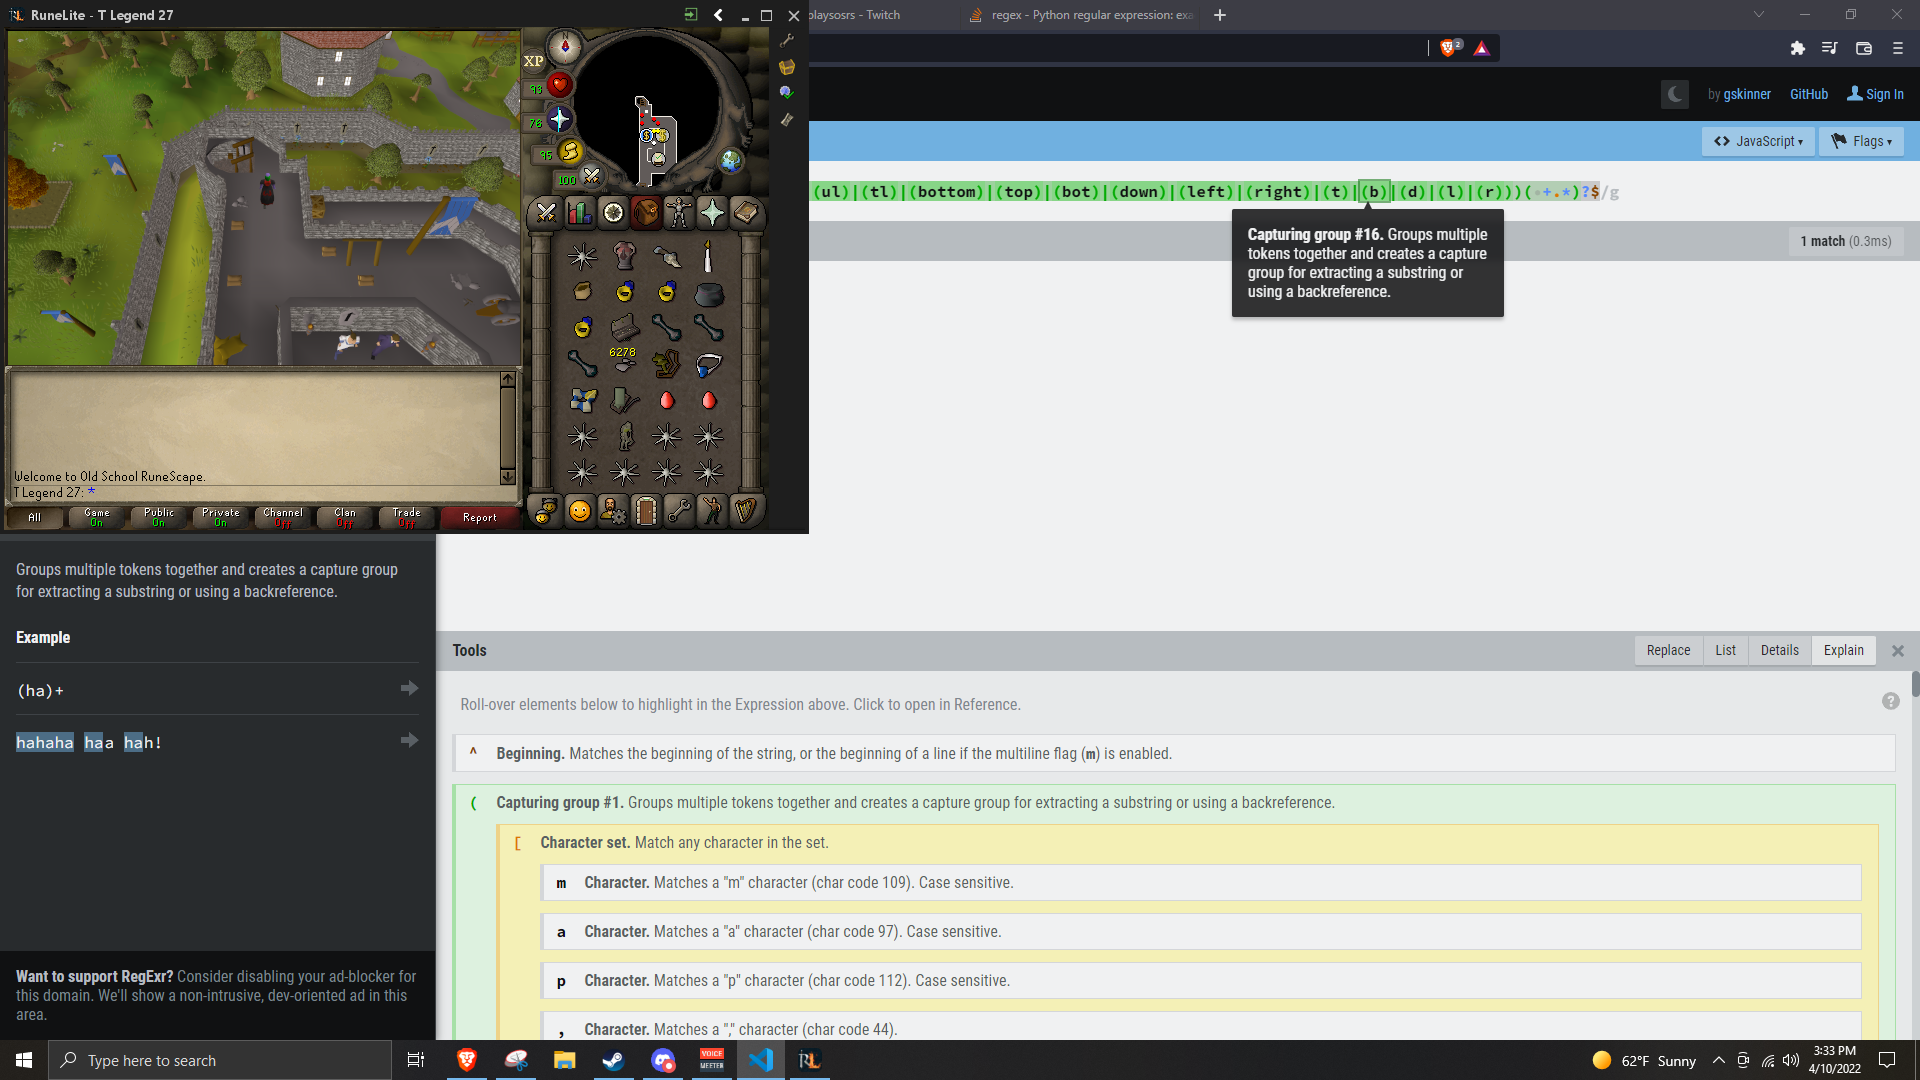 RuneLite - T Legend 27
playsosrs - Twitch
regex - Python regular expression: exa
by gskinner GitHub Sign In
JavaScript
Flags
(ul)|(tl)|(bottom)|(top)|(bot)|(down)|(left)|(right)|(t)|(b)|(d)|(l)|(r)))( +.*)?$/g
1 match (0.3ms)
Capturing group #16. Groups multiple
tokens together and creates a capture
group for extracting a substring or
using a backreference.
N
XP
93
76
95
100
6278
Welcome to Old School RuneScape.
T Legend 27: *
All
Game
On
Public
On
Private
On
Channel
Off
Clan
Off
Trade
Off
Report
Groups multiple tokens together and creates a capture group
for extracting a substring or using a backreference.
Example
(ha)+
hahaha haa hah!
Want to support RegExr? Consider disabling your ad-blocker for
this domain. We'll show a non-intrusive, dev-oriented ad in this
area.
Tools
Replace List Details Explain
Roll-over elements below to highlight in the Expression above. Click to open in Reference.
^ Beginning. Matches the beginning of the string, or the beginning of a line if the multiline flag (m) is enabled.
( Capturing group #1. Groups multiple tokens together and creates a capture group for extracting a substring or using a backreference.
[ Character set. Match any character in the set.
m Character. Matches a "m" character (char code 109). Case sensitive.
a Character. Matches a "a" character (char code 97). Case sensitive.
p Character. Matches a "p" character (char code 112). Case sensitive.
, Character. Matches a "," character (char code 44).
Type here to search
VOICE
MEETER
RL
62°F Sunny
3:33 PM
4/10/2022